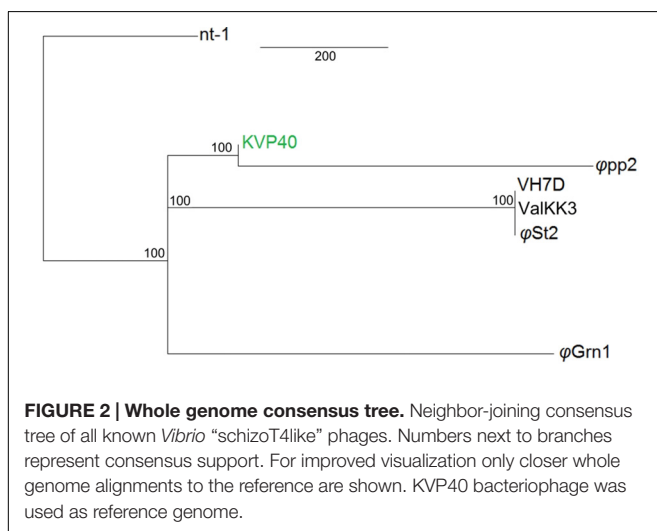 nt-1
200
100
KVP40
φpp2
VH7D
100
100
ValKK3
φSt2
100
φGrn1
FIGURE 2 | Whole genome consensus tree. Neighbor-joining consensus
tree of all known Vibrio “schizoT4like” phages. Numbers next to branches
represent consensus support. For improved visualization only closer whole
genome alignments to the reference are shown. KVP40 bacteriophage was
used as reference genome.